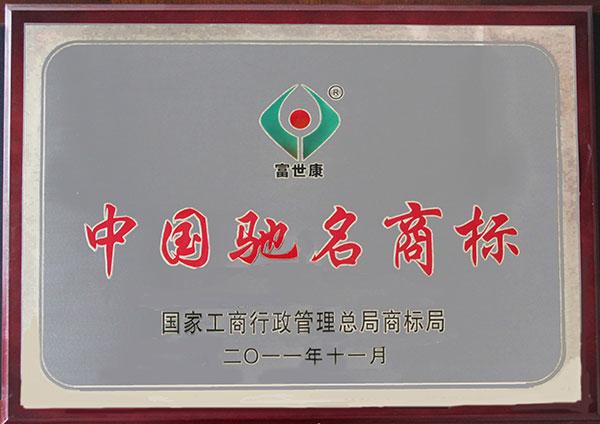 ®
富世康
中国驰名商标
国家工商行政管理总局商标局
二〇一一年十一月